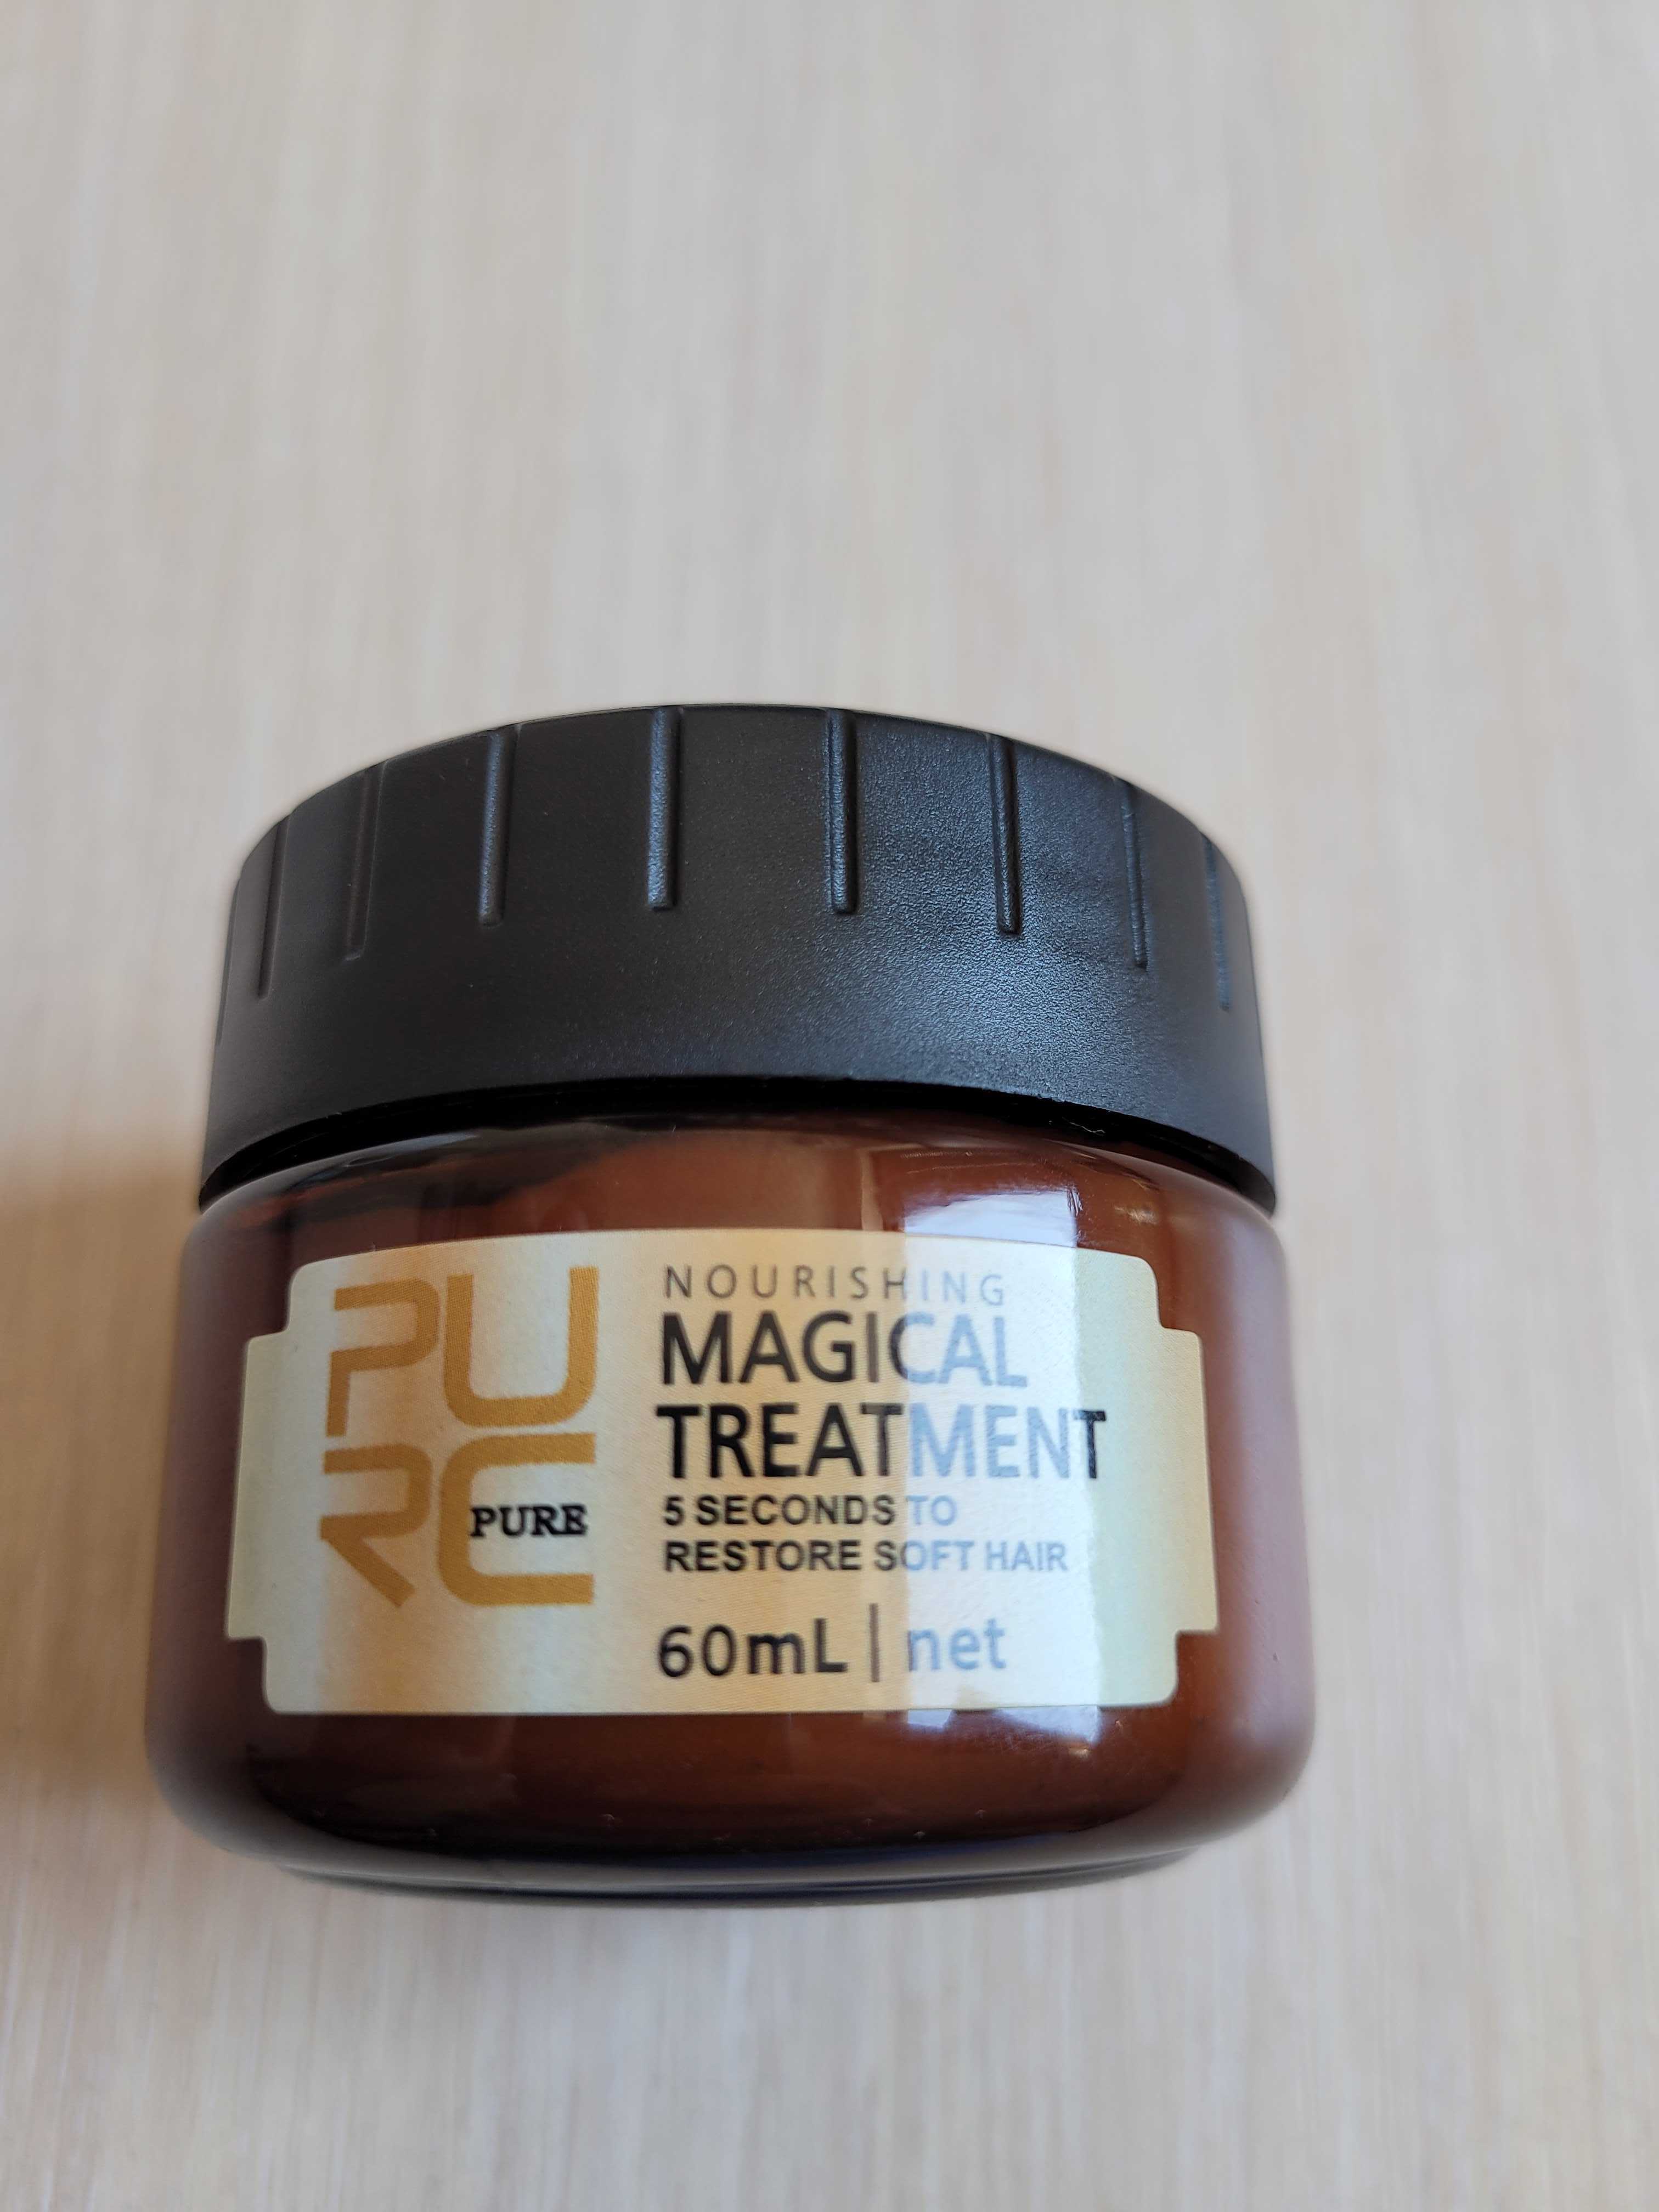 PU
RC
PURE
NOURISHING
MAGICAL
TREATMENT
5 SECONDS TO
RESTORE SOFT HAIR
60mL | net